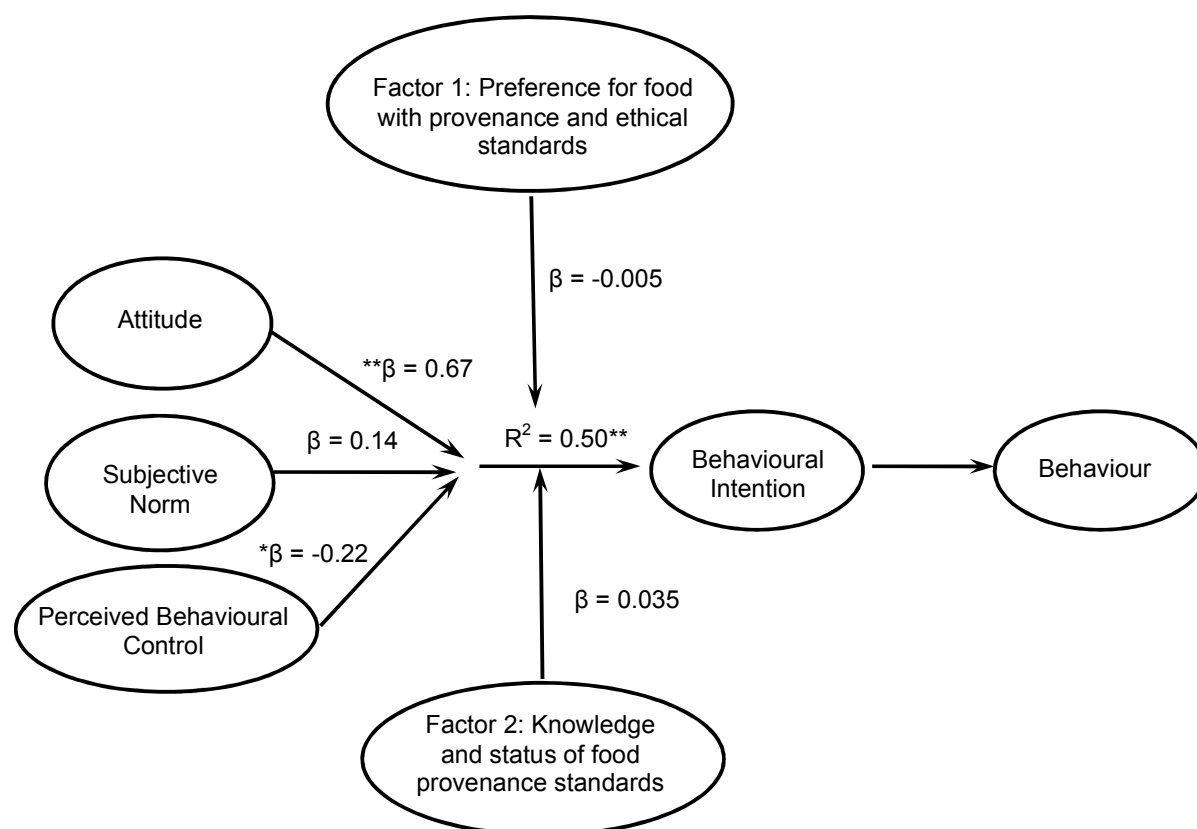 Factor 1: Preference for food
with provenance and ethical
standards
β = -0.005
Attitude
**β = 0.67
R² = 0.50**
β = 0.14
Subjective
Norm
Behavioural
Intention
Behaviour
*β = -0.22
β = 0.035
Perceived Behavioural
Control
Factor 2: Knowledge
and status of food
provenance standards